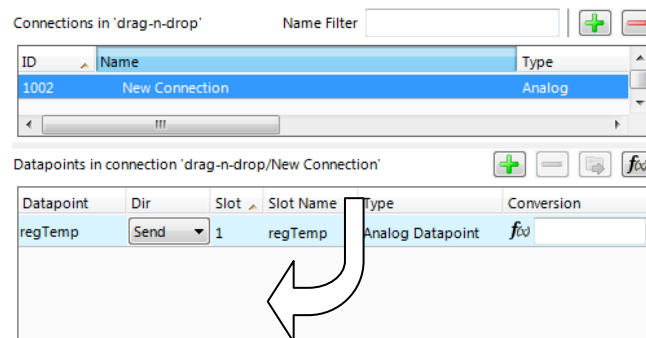 Connections in 'drag-n-drop' Name Filter
ID Name Type
1002 New Connection Analog
Datapoints in connection 'drag-n-drop/New Connection' f(x)
Datapoint Dir Slot Slot Name Type Conversion
regTemp Send 1 regTemp Analog Datapoint f(x)